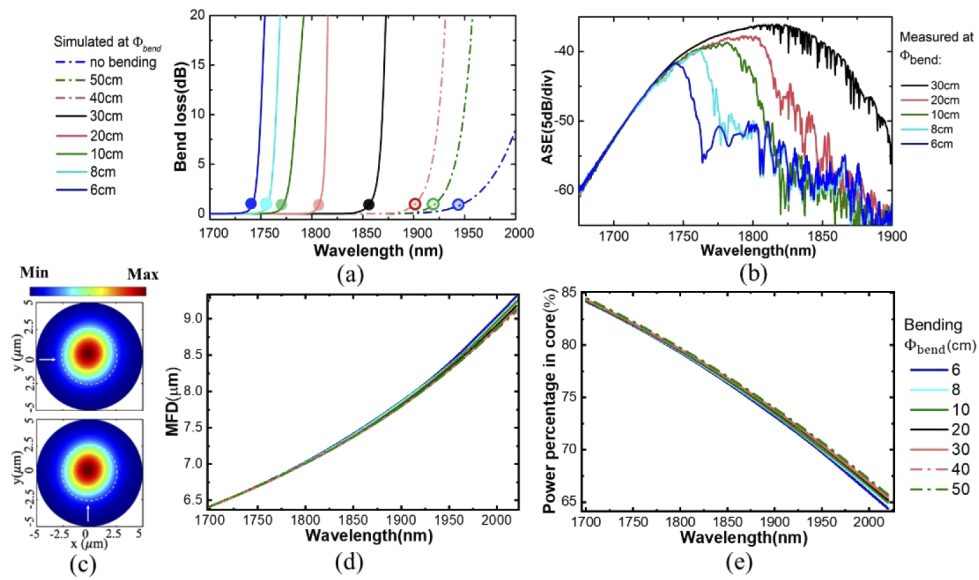 Simulated at Φbend
no bending
50cm
40cm
30cm
20cm
10cm
8cm
6cm
Bend loss(dB)
20
15
10
5
0
1700 1750 1800 1850 1900 1950 2000
Wavelength (nm)
(a)
ASE(5dB/div)
-40
-50
-60
1750 1800 1850 1900
Wavelength(nm)
(b)
Measured at
Φbend:
30cm
20cm
10cm
8cm
6cm
Min Max
y(μm)
5
2.5
0
-2.5
-5
y(μm)
5
2.5
0
-2.5
-5
5 -2.5 0 2.5 5
x (μm)
(c)
MFD(μm)
9.0
8.5
8.0
7.5
7.0
6.5
1700 1750 1800 1850 1900 1950 2000
Wavelength(nm)
(d)
Power percentage in core(%)
85
80
75
70
65
1700 1750 1800 1850 1900 1950 2000
Wavelength(nm)
(e)
Bending
Φbend(cm)
6
8
10
20
30
40
50